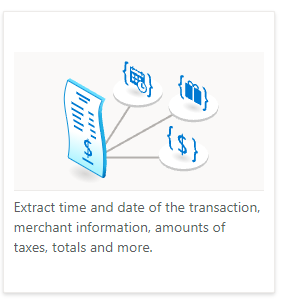 $
{ }
{ }
{$}
Extract time and date of the transaction,
merchant information, amounts of
taxes, totals and more.